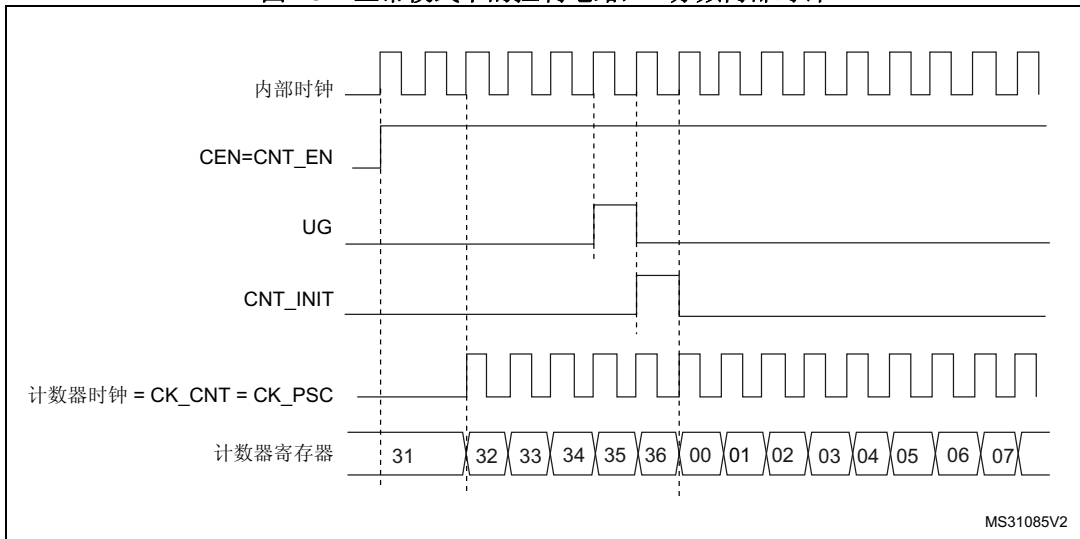 内部时钟
CEN=CNT_EN
UG
CNT_INIT
计数器时钟 = CK_CNT = CK_PSC
计数器寄存器
31 32 33 34 35 36 00 01 02 03 04 05 06 07
MS31085V2